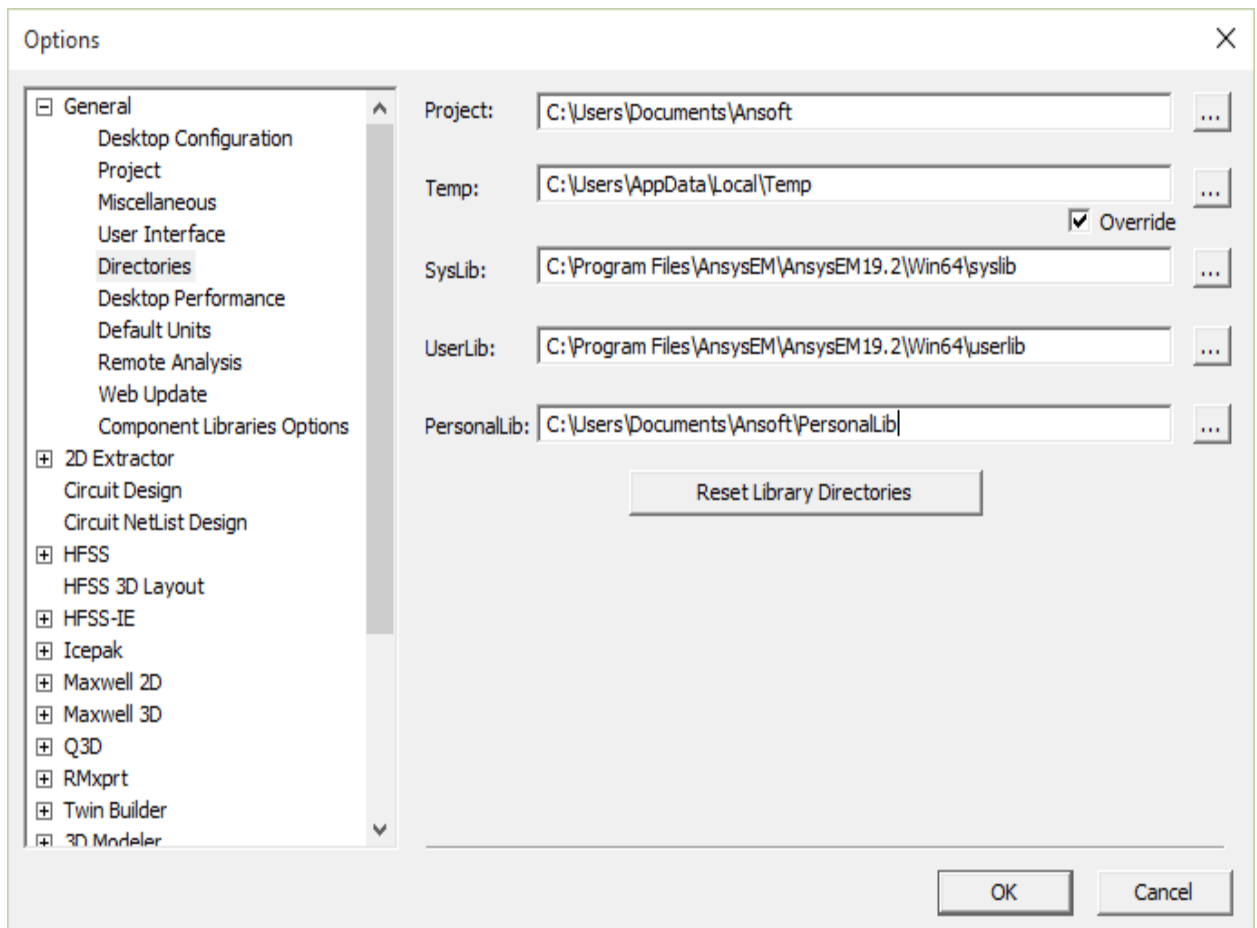 Options
General
Desktop Configuration
Project
Miscellaneous
User Interface
Directories
Desktop Performance
Default Units
Remote Analysis
Web Update
Component Libraries Options
2D Extractor
Circuit Design
Circuit NetList Design
HFSS
HFSS 3D Layout
HFSS-IE
Icepak
Maxwell 2D
Maxwell 3D
Q3D
RMxprt
Twin Builder
3D Modeler
Project: C:\Users\Documents\Ansoft ...
Temp: C:\Users\AppData\Local\Temp ...
Override
SysLib: C:\Program Files\AnsysEM\AnsysEM19.2\Win64\syslib ...
UserLib: C:\Program Files\AnsysEM\AnsysEM19.2\Win64\userlib ...
PersonalLib: C:\Users\Documents\Ansoft\PersonalLib ...
Reset Library Directories
OK Cancel